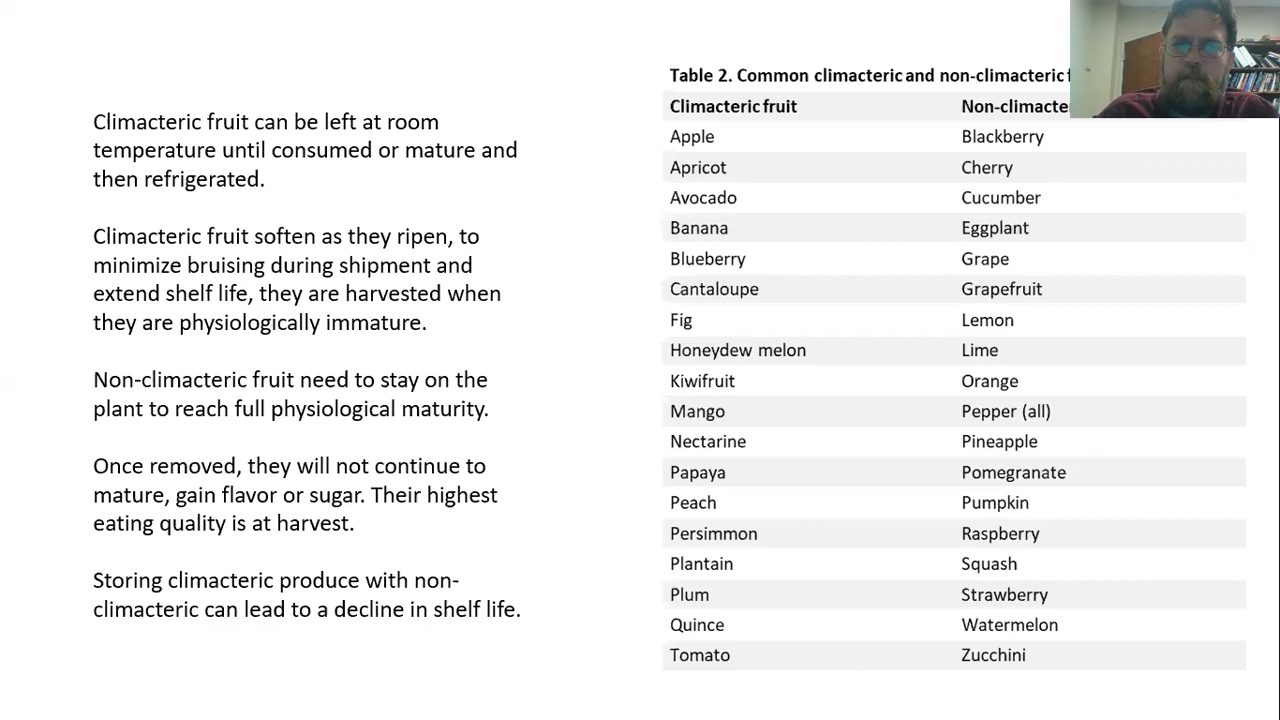 Climacteric fruit can be left at room
temperature until consumed or mature and
then refrigerated.
Climacteric fruit soften as they ripen, to
minimize bruising during shipment and
extend shelf life, they are harvested when
they are physiologically immature.
Non-climacteric fruit need to stay on the
plant to reach full physiological maturity.
Once removed, they will not continue to
mature, gain flavor or sugar. Their highest
eating quality is at harvest.
Storing climacteric produce with non-
climacteric can lead to a decline in shelf life.
Table 2. Common climacteric and non-climacteric
Climacteric fruit
Apple Blackberry
Apricot Cherry
Avocado Cucumber
Banana Eggplant
Blueberry Grape
Cantaloupe Grapefruit
Fig Lemon
Honeydew melon Lime
Kiwifruit Orange
Mango Pepper (all)
Nectarine Pineapple
Papaya Pomegranate
Peach Pumpkin
Persimmon Raspberry
Plantain Squash
Plum Strawberry
Quince Watermelon
Tomato Zucchini